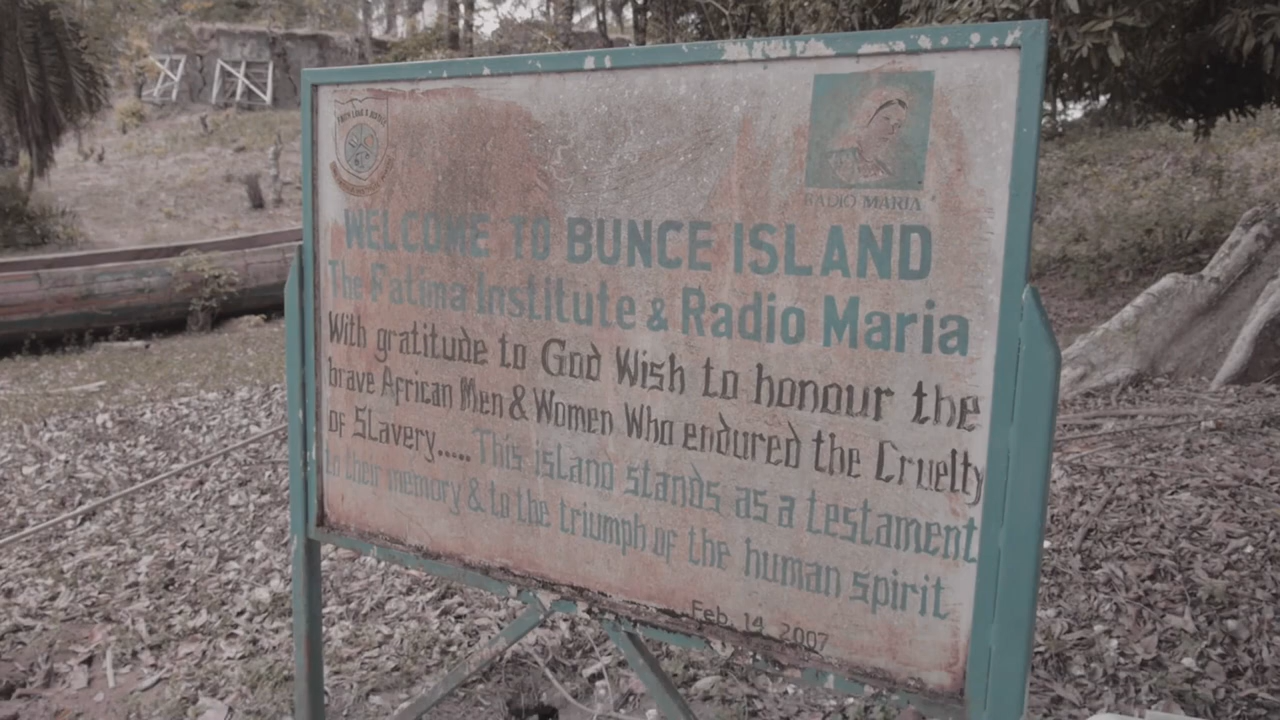 RADIO MARIA
WELCOME TO BUNCE ISLAND
The Fatima Institute & Radio Maria
With gratitude to God Wish to honour the
brave African Men & Women Who endured the Cruelty
of Slavery..... This island stands as a testament
to their memory & to the triumph of the human spirit
Feb. 14, 2007